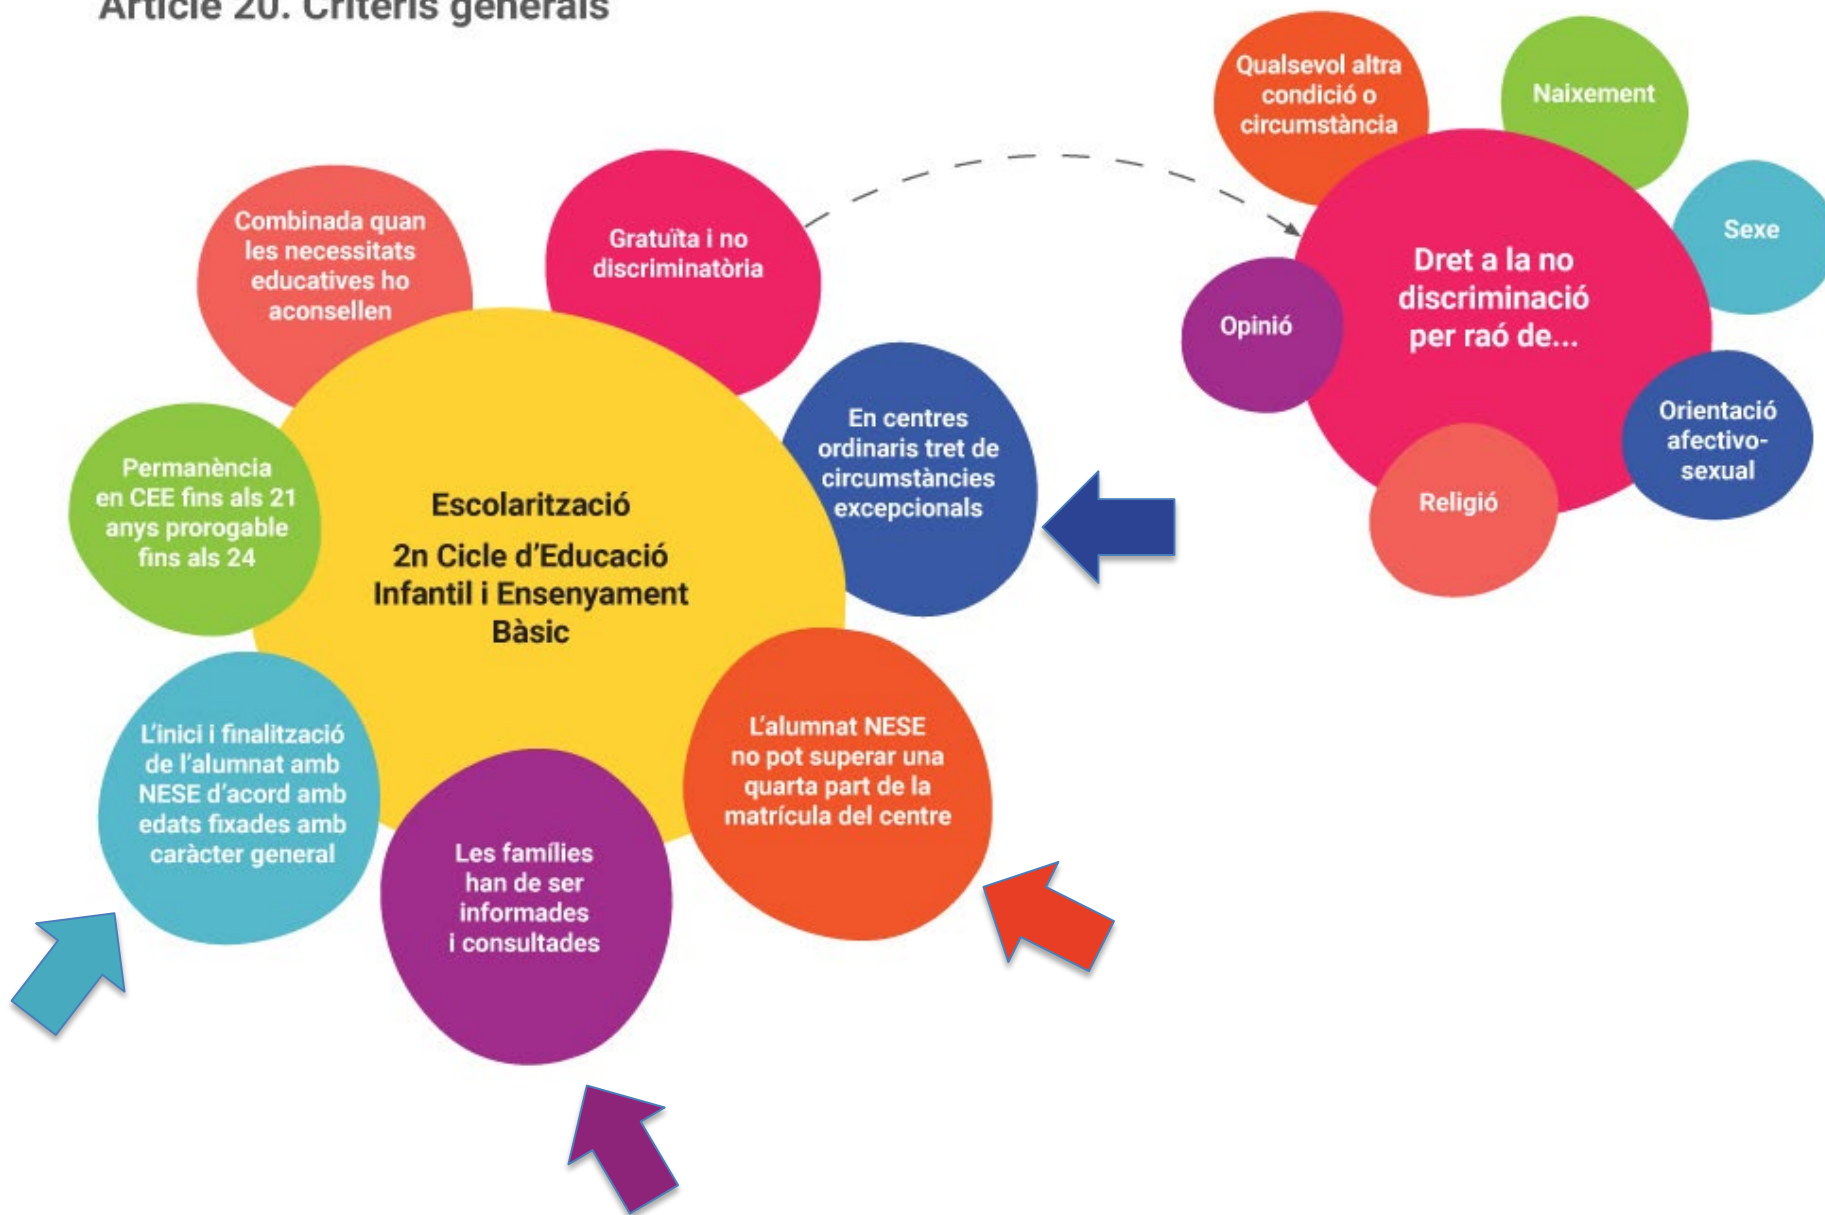 Article 20. Criteris generals
Combinada quan
les necessitats
educatives ho
aconsellen
Gratuïta i no
discriminatòria
En centres
ordinaris tret de
circumstàncies
excepcionals
L'alumnat NESE
no pot superar una
quarta part de la
matrícula del centre
Les famílies
han de ser
informades
i consultades
L'inici i finalització
de l'alumnat amb
NESE d'acord amb
edats fixades amb
caràcter general
Permanència
en CEE fins als 21
anys prorogable
fins als 24
Escolarització
2n Cicle d'Educació
Infantil i Ensenyament
Bàsic
Qualsevol altra
condició o
circumstància
Naixement
Sexe
Orientació
afectivo-
sexual
Religió
Opinió
Dret a la no
discriminació
per raó de...